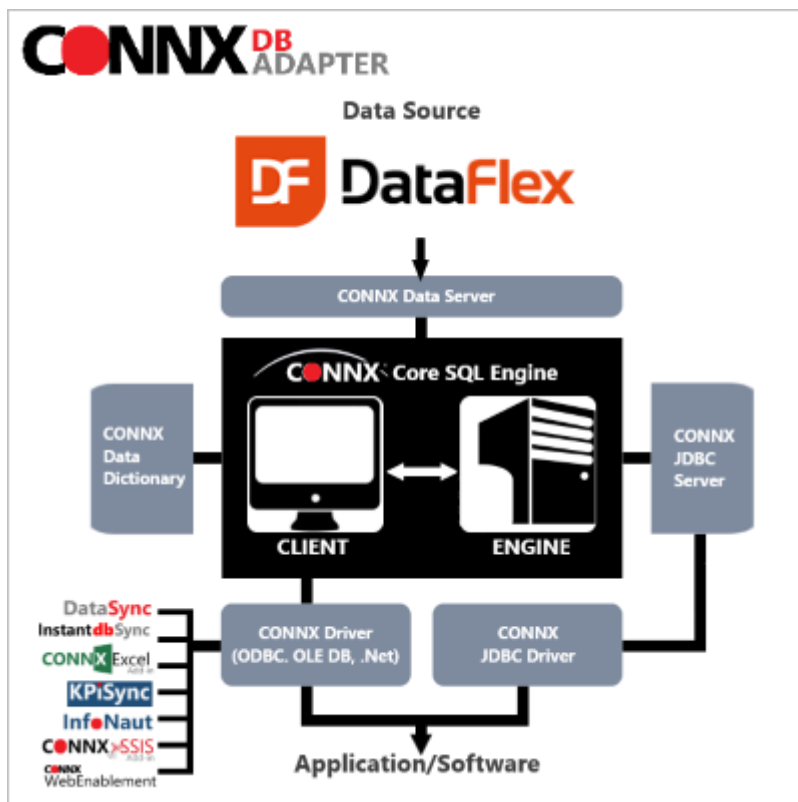 CONNX DB
ADAPTER
Data Source
DF DataFlex
CONNX Data Server
CONNX Core SQL Engine
CONNX
Data
Dictionary
CONNX
JDBC
Server
CLIENT
ENGINE
DataSync
InstantdbSync
CONNX Excel
Add-in
KPiSync
InfoNaut
CONNX SSIS
Add-in
CONNX
WebEnablement
CONNX Driver
(ODBC. OLE DB, .Net)
CONNX
JDBC Driver
Application/Software